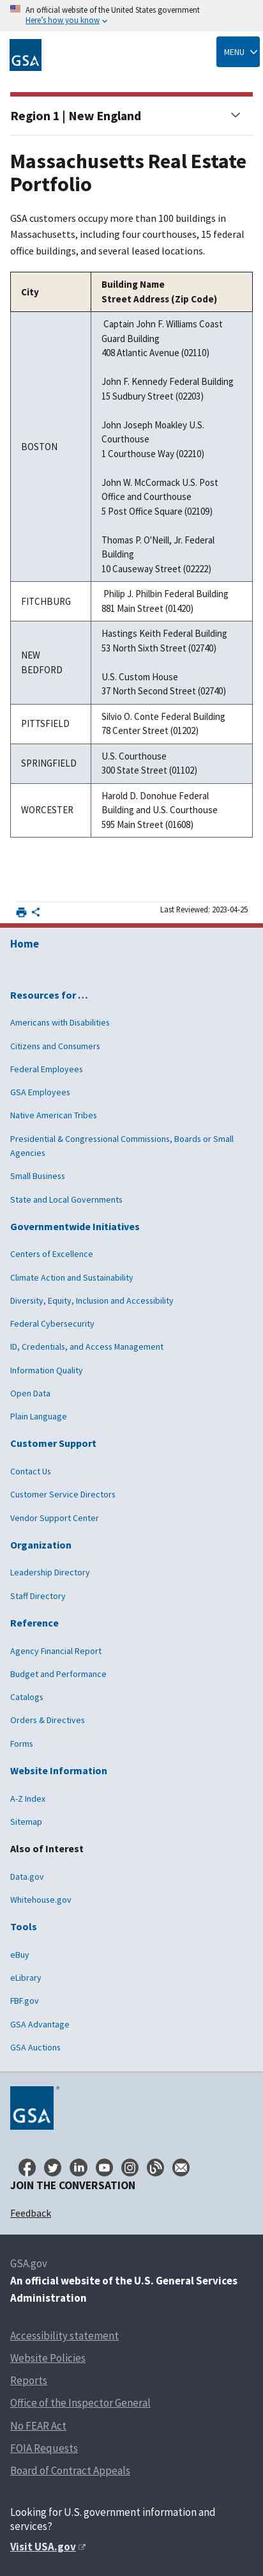 An official website of the United States government
Here's how you know
GSA
MENU
Region 1 | New England
Massachusetts Real Estate
Portfolio
GSA customers occupy more than 100 buildings in
Massachusetts, including four courthouses, 15 federal
office buildings, and several leased locations.
City
Building Name
Street Address (Zip Code)
BOSTON
Captain John F. Williams Coast
Guard Building
408 Atlantic Avenue (02110)
John F. Kennedy Federal Building
15 Sudbury Street (02203)
John Joseph Moakley U.S.
Courthouse
1 Courthouse Way (02210)
John W. McCormack U.S. Post
Office and Courthouse
5 Post Office Square (02109)
Thomas P. O'Neill, Jr. Federal
Building
10 Causeway Street (02222)
FITCHBURG
Philip J. Philbin Federal Building
881 Main Street (01420)
NEW
BEDFORD
Hastings Keith Federal Building
53 North Sixth Street (02740)
U.S. Custom House
37 North Second Street (02740)
PITTSFIELD
Silvio O. Conte Federal Building
78 Center Street (01202)
SPRINGFIELD
U.S. Courthouse
300 State Street (01102)
WORCESTER
Harold D. Donohue Federal
Building and U.S. Courthouse
595 Main Street (01608)
Last Reviewed: 2023-04-25
Home
Resources for …
Americans with Disabilities
Citizens and Consumers
Federal Employees
GSA Employees
Native American Tribes
Presidential & Congressional Commissions, Boards or Small
Agencies
Small Business
State and Local Governments
Governmentwide Initiatives
Centers of Excellence
Climate Action and Sustainability
Diversity, Equity, Inclusion and Accessibility
Federal Cybersecurity
ID, Credentials, and Access Management
Information Quality
Open Data
Plain Language
Customer Support
Contact Us
Customer Service Directors
Vendor Support Center
Organization
Leadership Directory
Staff Directory
Reference
Agency Financial Report
Budget and Performance
Catalogs
Orders & Directives
Forms
Website Information
A-Z Index
Sitemap
Also of Interest
Data.gov
Whitehouse.gov
Tools
eBuy
eLibrary
FBF.gov
GSA Advantage
GSA Auctions
GSA
JOIN THE CONVERSATION
Feedback
GSA.gov
An official website of the U.S. General Services
Administration
Accessibility statement
Website Policies
Reports
Office of the Inspector General
No FEAR Act
FOIA Requests
Board of Contract Appeals
Looking for U.S. government information and
services?
Visit USA.gov